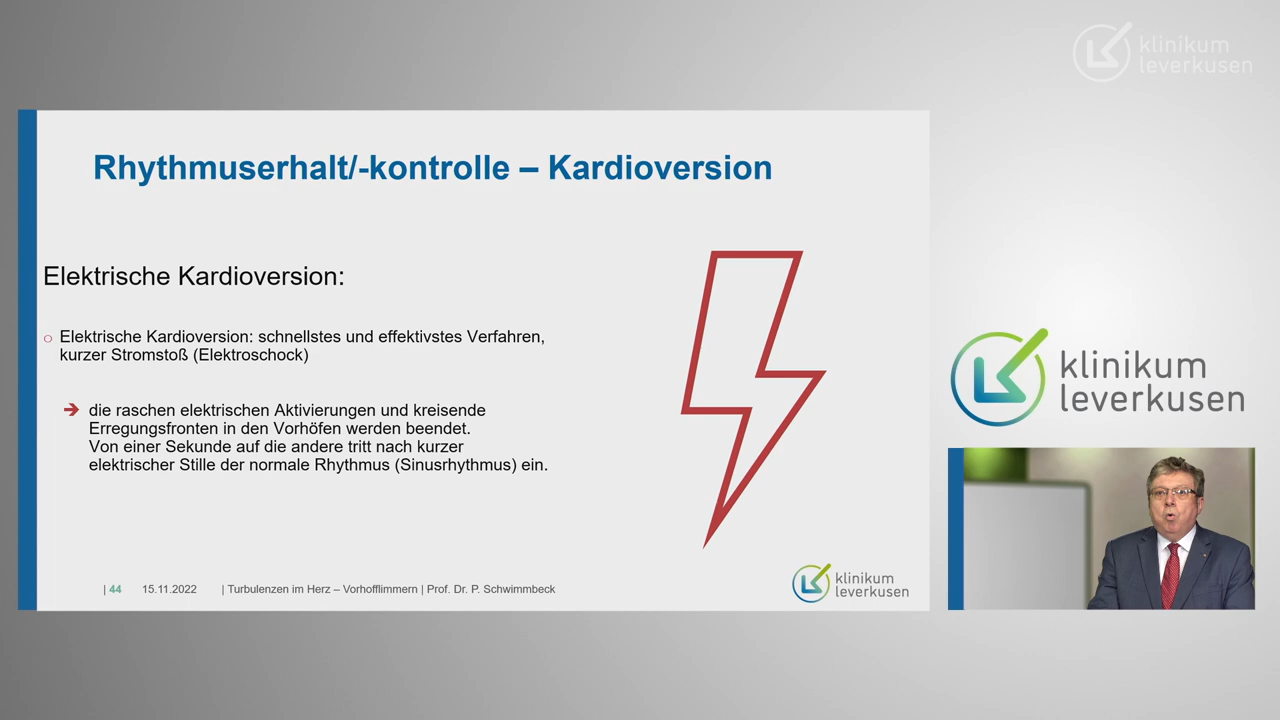 klinikum
leverkusen
Rhythmuserhalt/-kontrolle – Kardioversion
Elektrische Kardioversion:
Elektrische Kardioversion: schnellstes und effektivstes Verfahren,
kurzer Stromstoß (Elektroschock)
die raschen elektrischen Aktivierungen und kreisende
Erregungsfronten in den Vorhöfen werden beendet.
Von einer Sekunde auf die andere tritt nach kurzer
elektrischer Stille der normale Rhythmus (Sinusrhythmus) ein.
| 44 15.11.2022 | Turbulenzen im Herz – Vorhofflimmern | Prof. Dr. P. Schwimmbeck
klinikum
leverkusen
klinikum
leverkusen